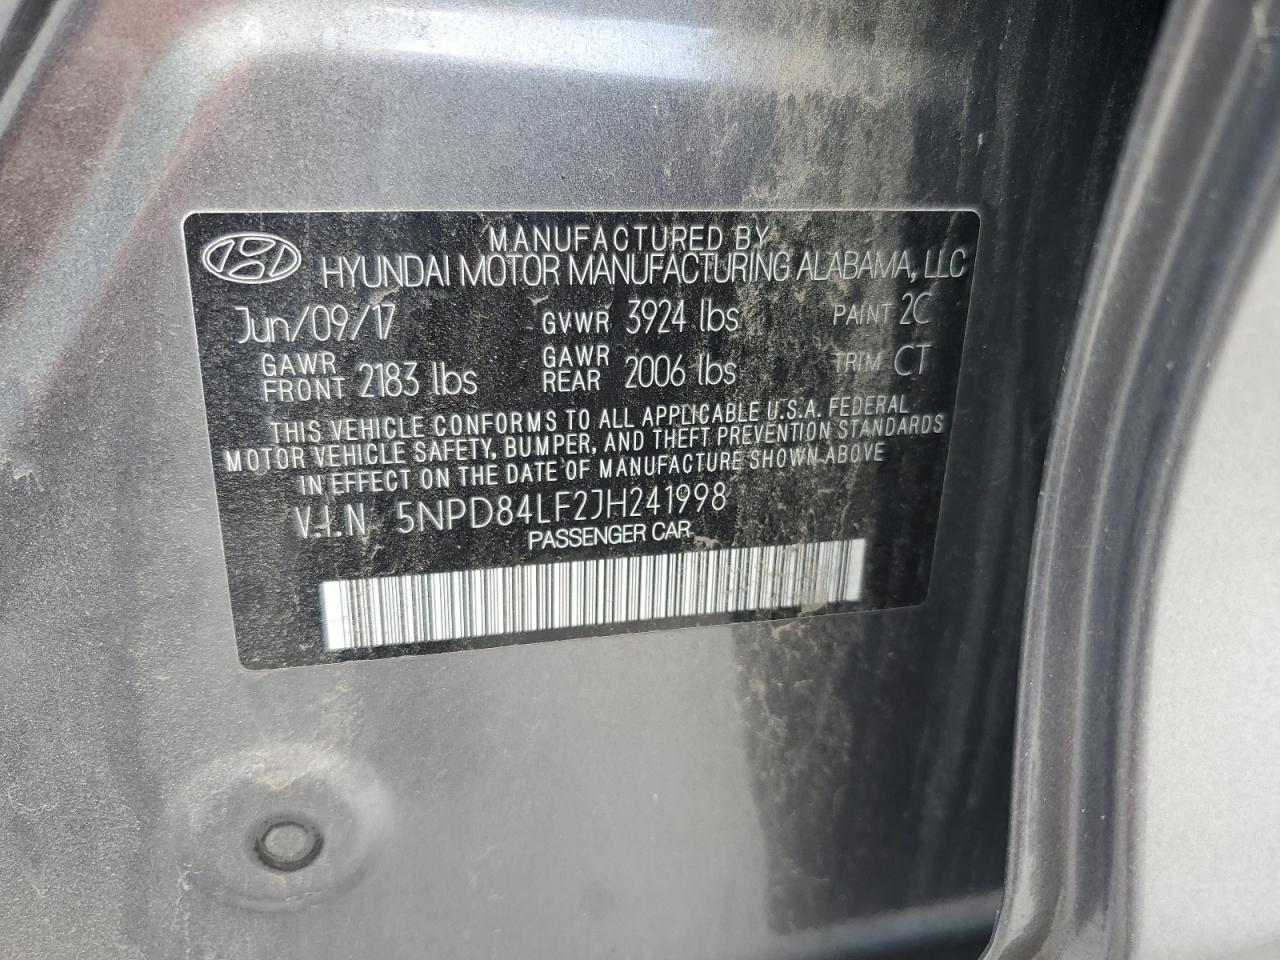 MANUFACTURED BY
HYUNDAI MOTOR MANUFACTURING ALABAMA, LLC
Jun/09/17 GVWR 3924 lbs PAINT 2C
GAWR FRONT 2183 lbs GAWR REAR 2006 lbs TRIM CT
THIS VEHICLE CONFORMS TO ALL APPLICABLE U.S.A. FEDERAL
MOTOR VEHICLE SAFETY, BUMPER, AND THEFT PREVENTION STANDARDS
IN EFFECT ON THE DATE OF MANUFACTURE SHOWN ABOVE
V.I.N 5NPD84LF2JH241998
PASSENGER CAR